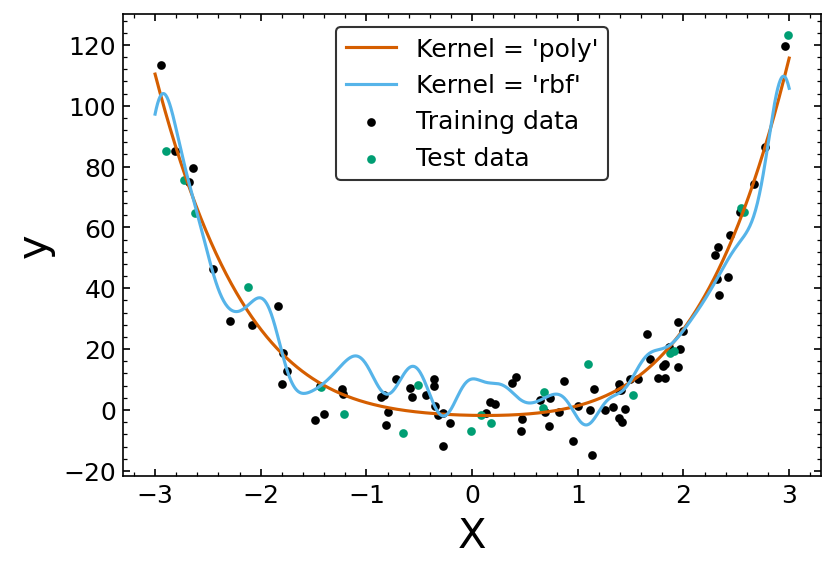 Kernel = 'poly'
Kernel = 'rbf'
Training data
Test data
120
100
80
60
40
20
0
−20
y
−3 −2 −1 0 1 2 3
X